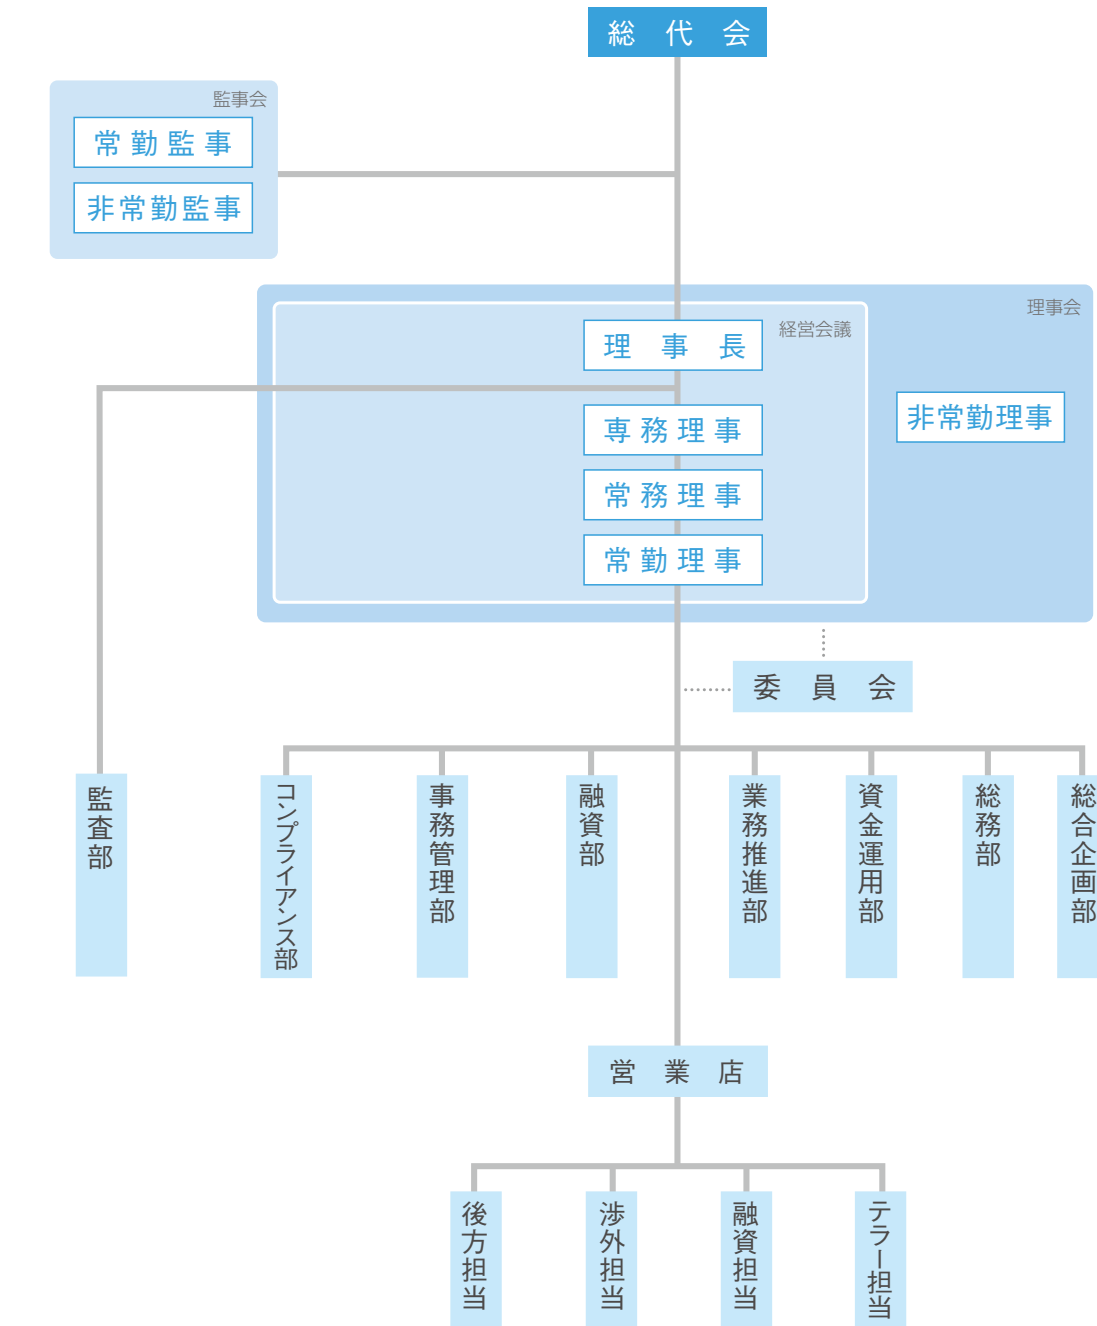 総代会
監事会
常勤監事
非常勤監事
理事会
経営会議
理事長
非常勤理事
専務理事
常務理事
常勤理事
委員会
監査部
コンプライアンス部
事務管理部
融資部
業務推進部
資金運用部
総務部
総合企画部
営業店
後方担当
渉外担当
融資担当
テラー担当